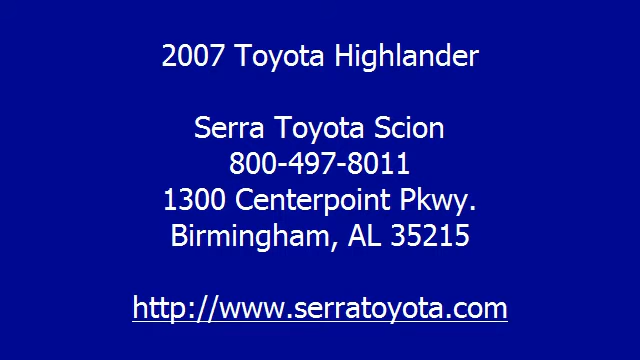 2007 Toyota Highlander
Serra Toyota Scion
800-497-8011
1300 Centerpoint Pkwy.
Birmingham, AL 35215
http://www.serratoyota.com